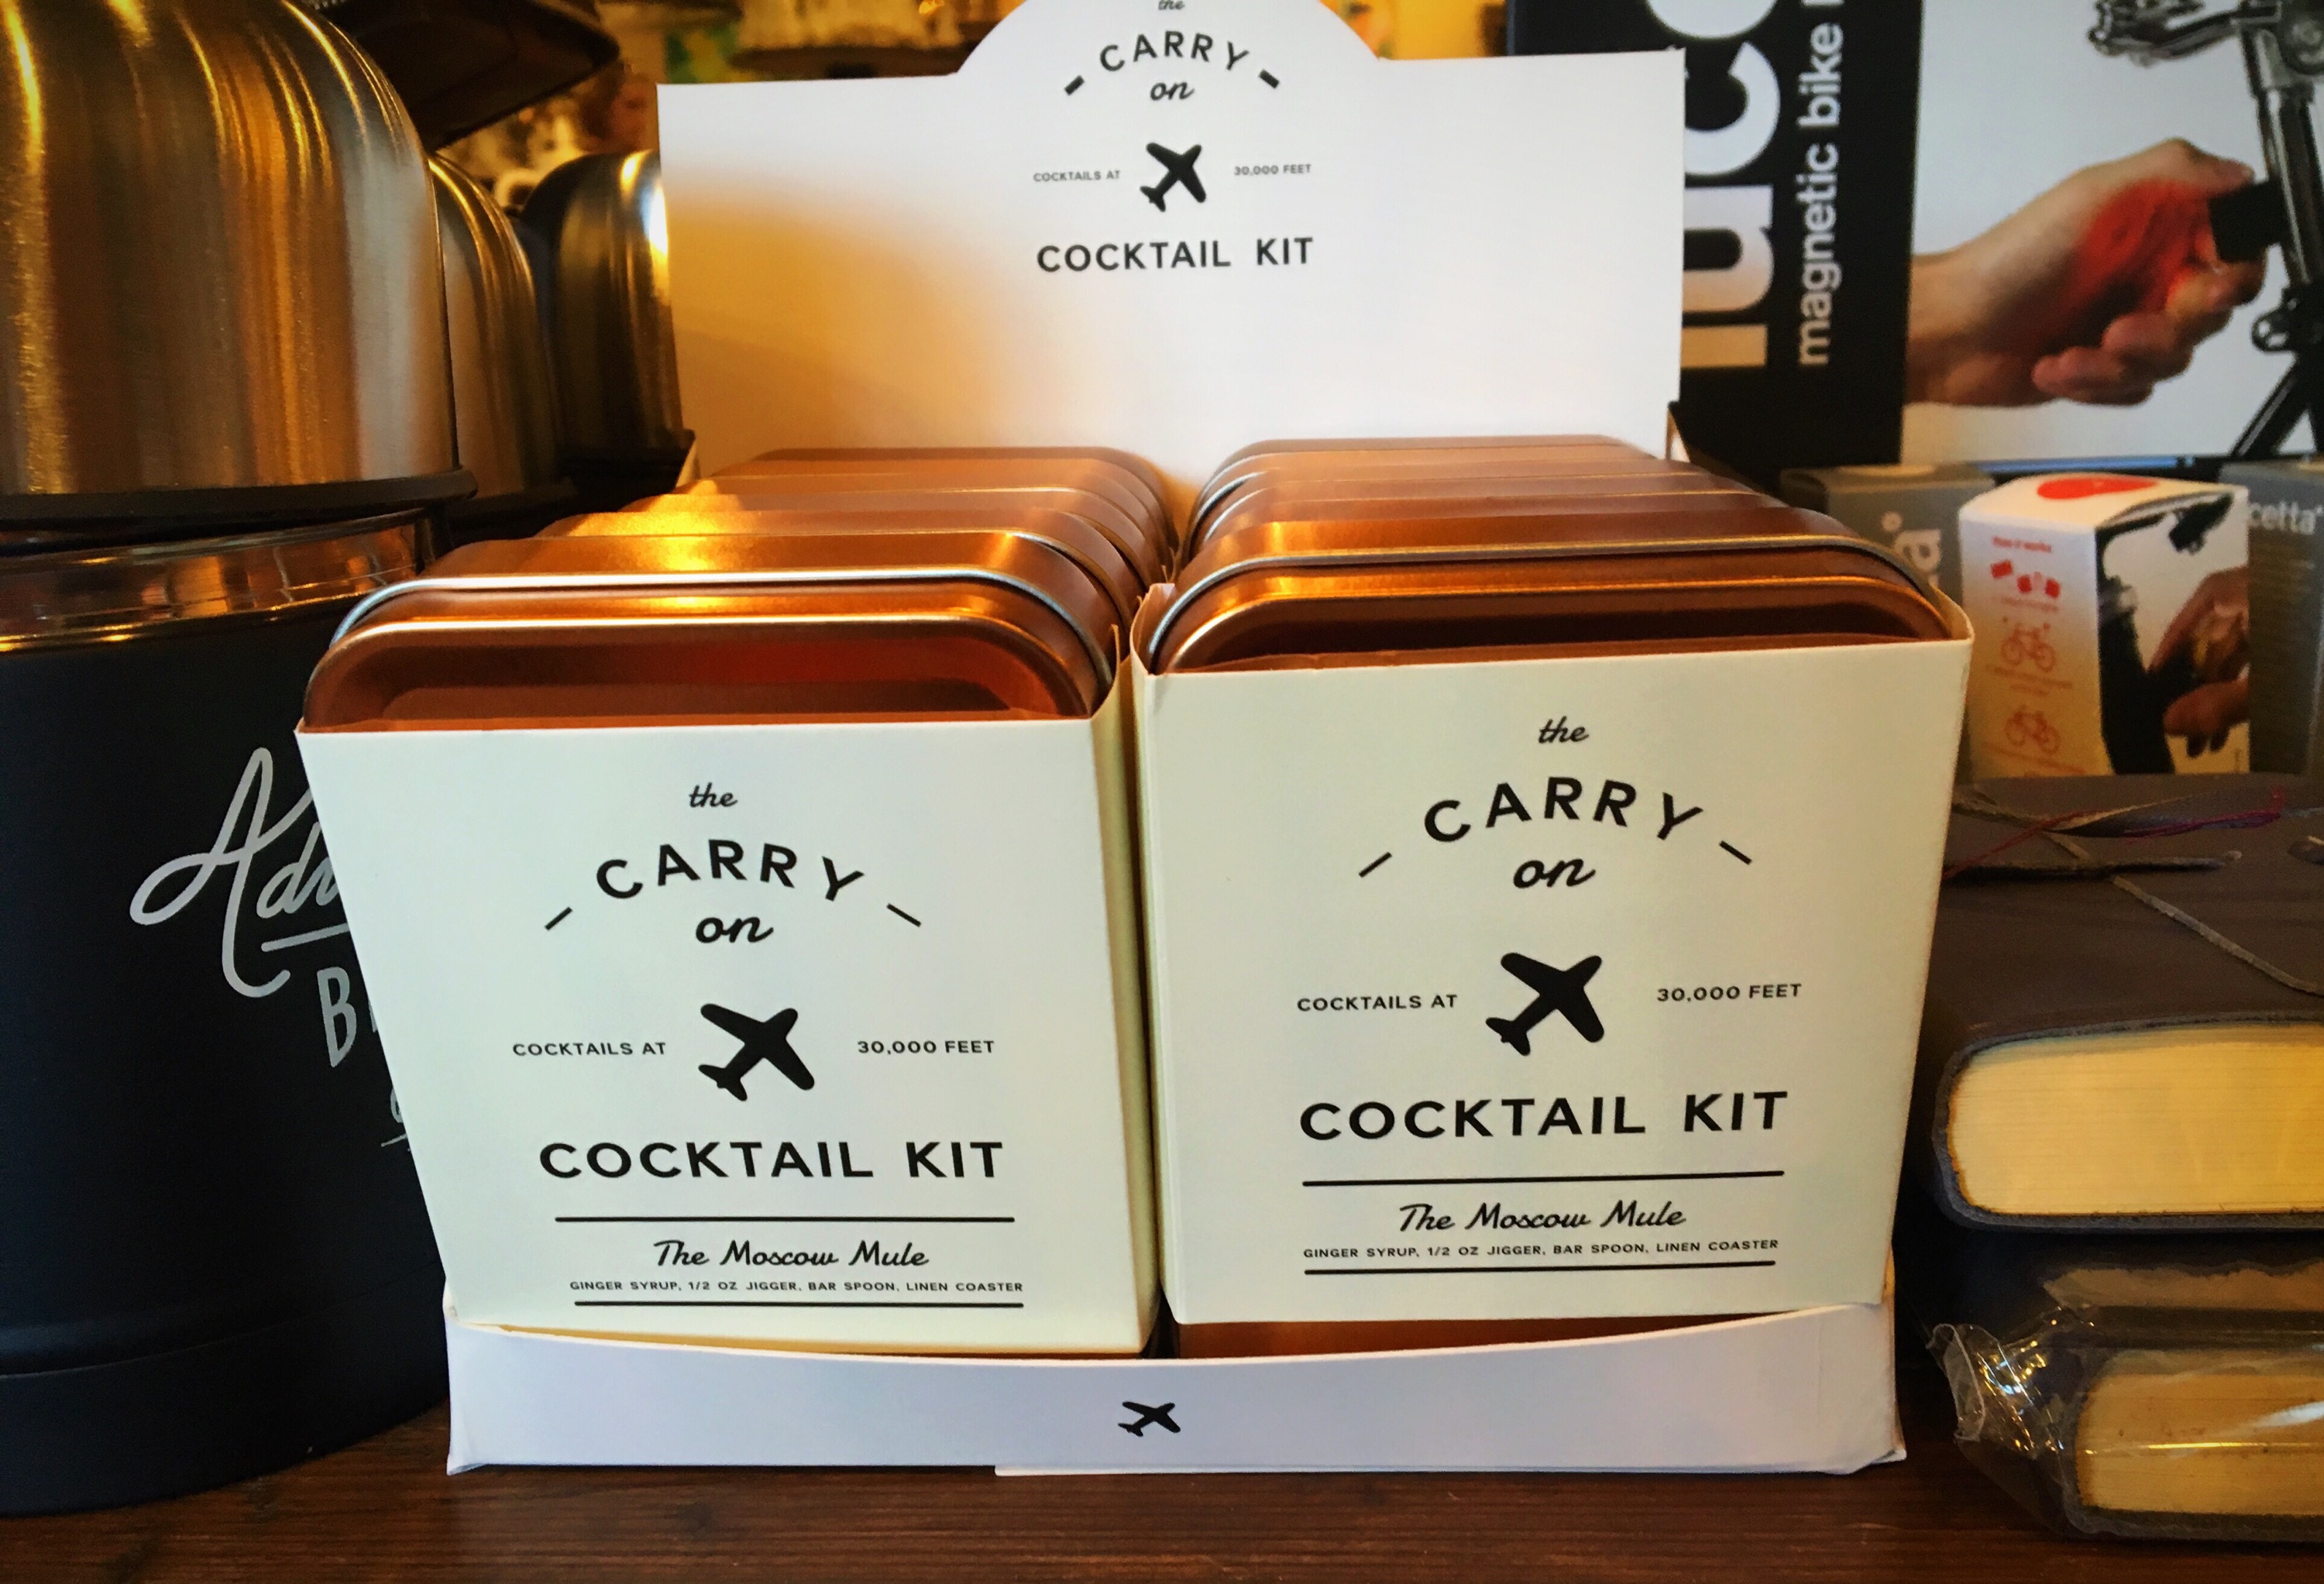 the
CARRY
on
COCKTAILS AT 30,000 FEET
COCKTAIL KIT
magnetic bike
cetta
the
CARRY
on
COCKTAILS AT 30,000 FEET
COCKTAIL KIT
The Moscow Mule
GINGER SYRUP, 1/2 OZ JIGGER, BAR SPOON, LINEN COASTER
the
CARRY
on
COCKTAILS AT 30,000 FEET
COCKTAIL KIT
The Moscow Mule
GINGER SYRUP, 1/2 OZ JIGGER, BAR SPOON, LINEN COASTER